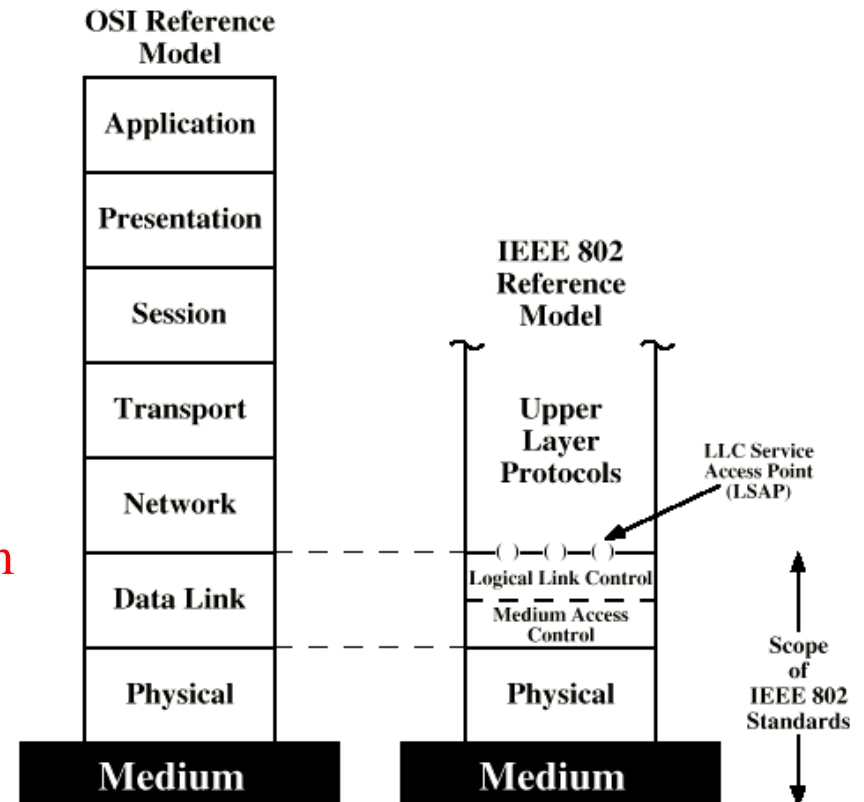 OSI Reference
Model
Application
Presentation
Session
Transport
Network
Data Link
Physical
Medium
IEEE 802
Reference
Model
Upper
Layer
Protocols
LLC Service
Access Point
(LSAP)
Logical Link Control
Medium Access
Control
Physical
Medium
Scope
of
IEEE 802
Standards